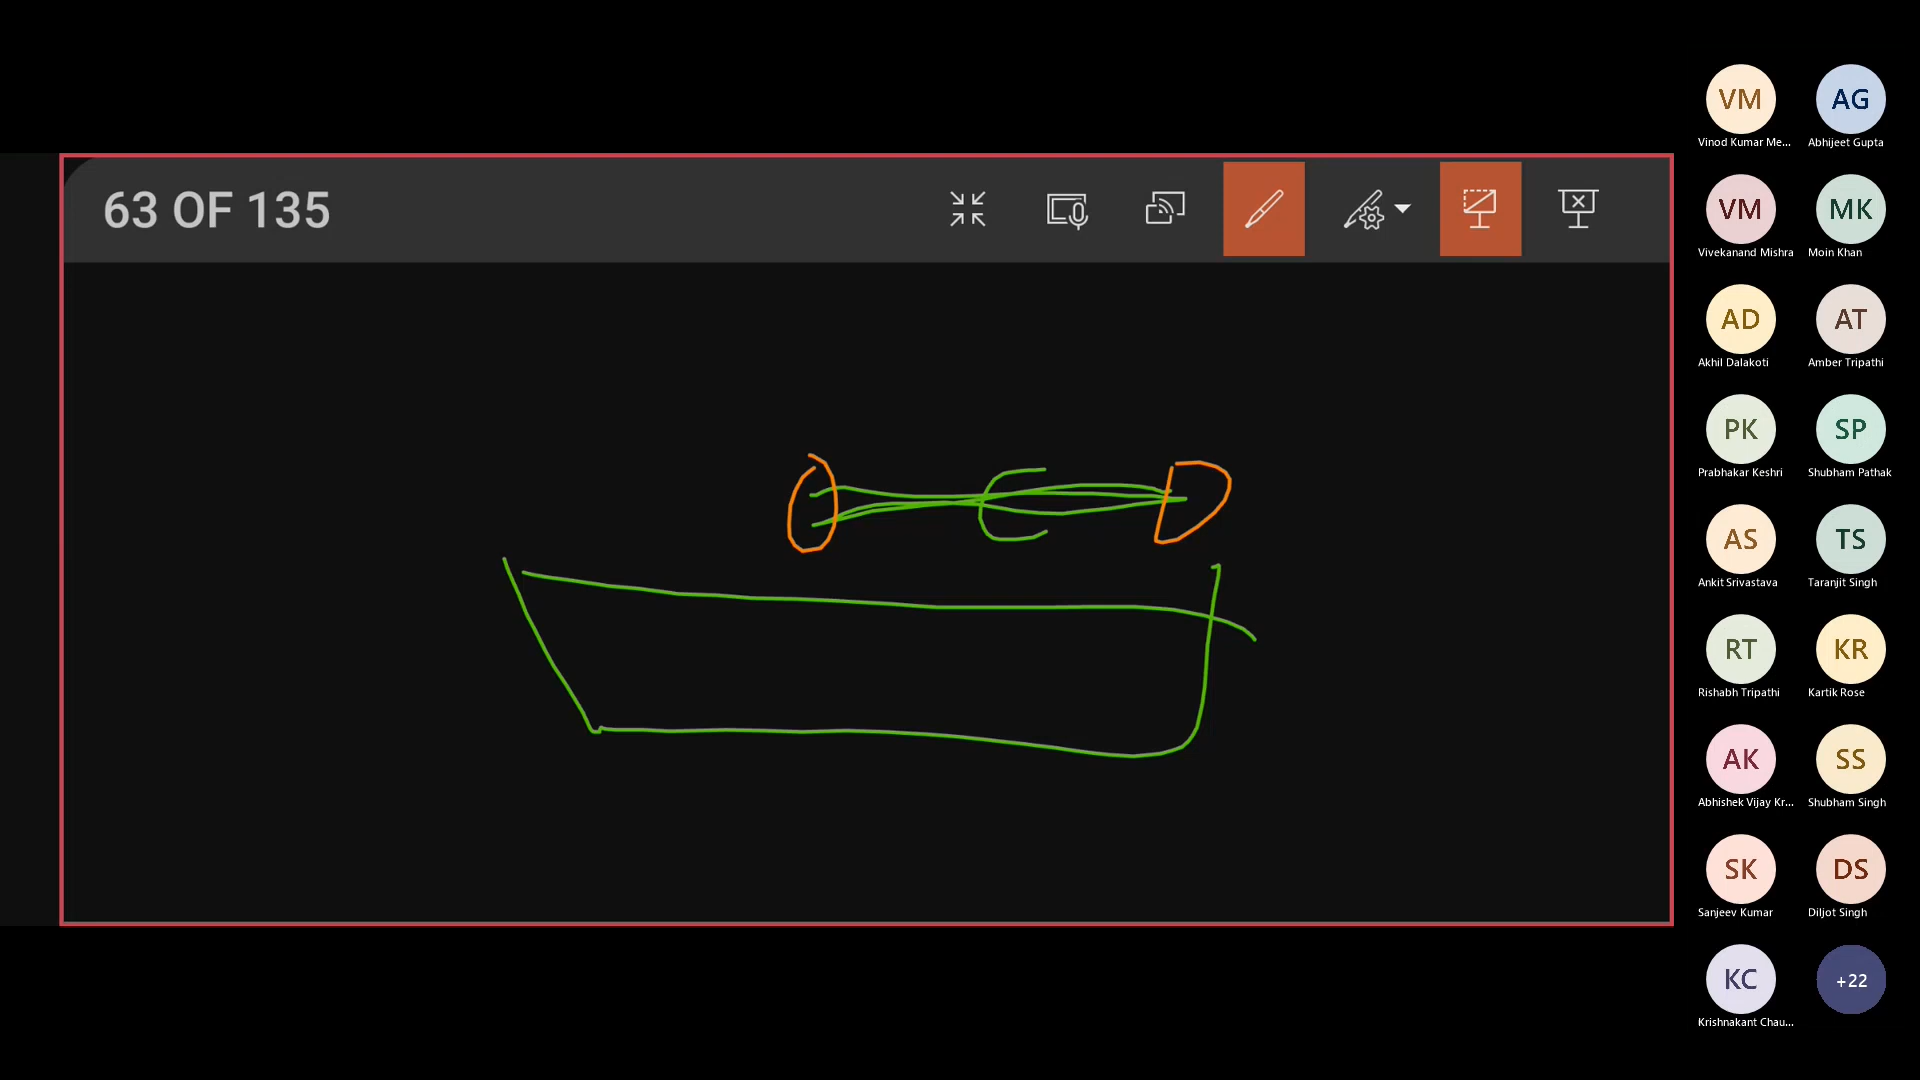 63 OF 135
VM AG
Vinod Kumar Me... Abhijeet Gupta
VM MK
Vivekanand Mishra Moin Khan
AD AT
Akhil Dalakoti Amber Tripathi
PK SP
Prabhakar Keshri Shubham Pathak
AS TS
Ankit Srivastava Taranjit Singh
RT KR
Rishabh Tripathi Kartik Rose
AK SS
Abhishek Vijay Kr... Shubham Singh
SK DS
Sanjeev Kumar Diljot Singh
KC +22
Krishnakant Chau...